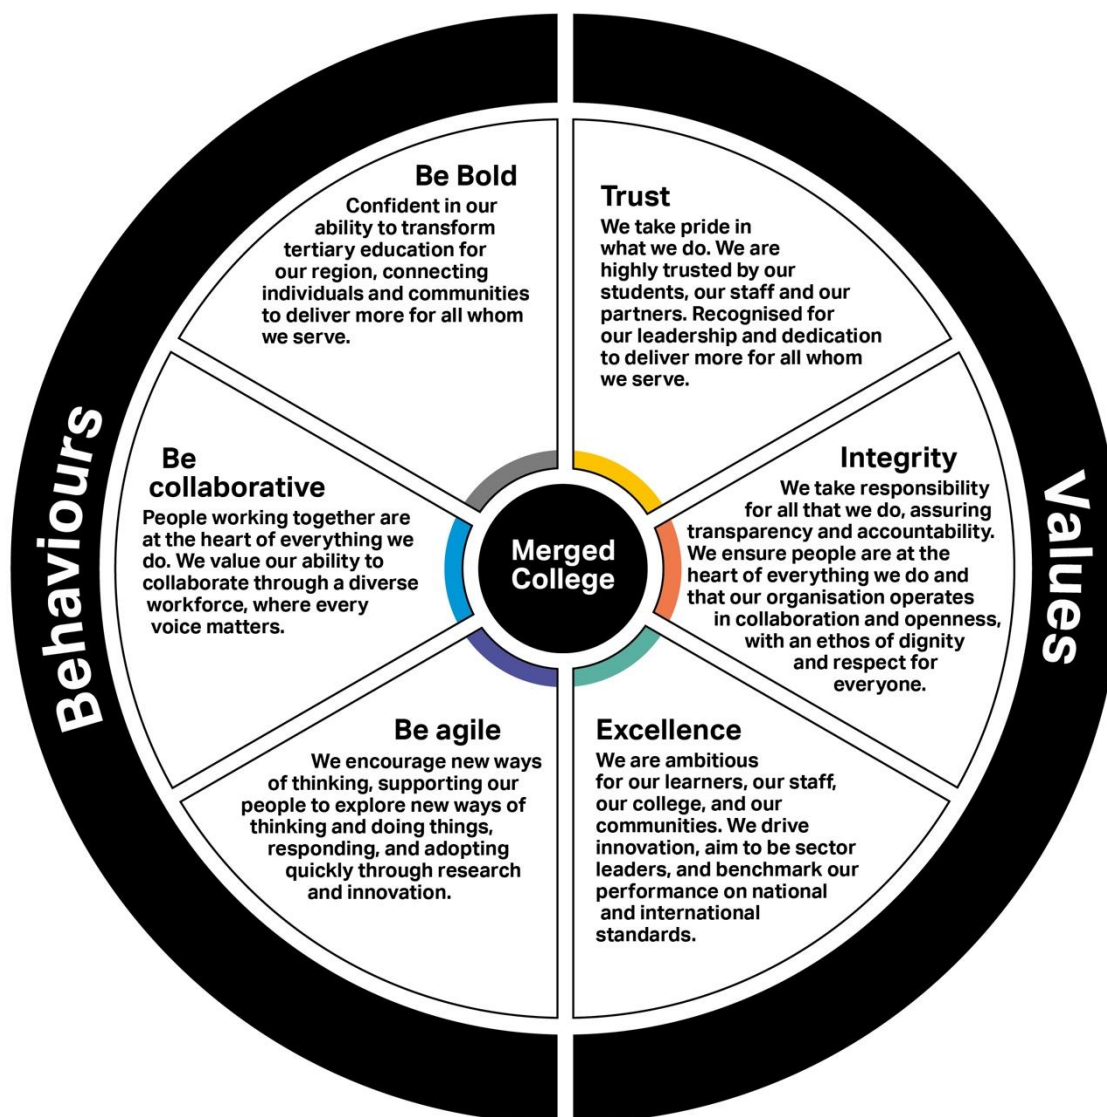 Behaviours
Be Bold
Confident in our
ability to transform
tertiary education for
our region, connecting
individuals and communities
to deliver more for all whom
we serve.
Be
collaborative
People working together are
at the heart of everything we
do. We value our ability to
collaborate through a diverse
workforce, where every
voice matters.
Be agile
We encourage new ways
of thinking, supporting our
people to explore new ways of
thinking and doing things,
responding, and adopting
quickly through research
and innovation.
Merged
College
Values
Trust
We take pride in
what we do. We are
highly trusted by our
students, our staff and our
partners. Recognised for
our leadership and dedication
to deliver more for all whom
we serve.
Integrity
We take responsibility
for all that we do, assuring
transparency and accountability.
We ensure people are at the
heart of everything we do and
that our organisation operates
in collaboration and openness,
with an ethos of dignity
and respect for
everyone.
Excellence
We are ambitious
for our learners, our staff,
our college, and our
communities. We drive
innovation, aim to be sector
leaders, and benchmark our
performance on national
and international
standards.